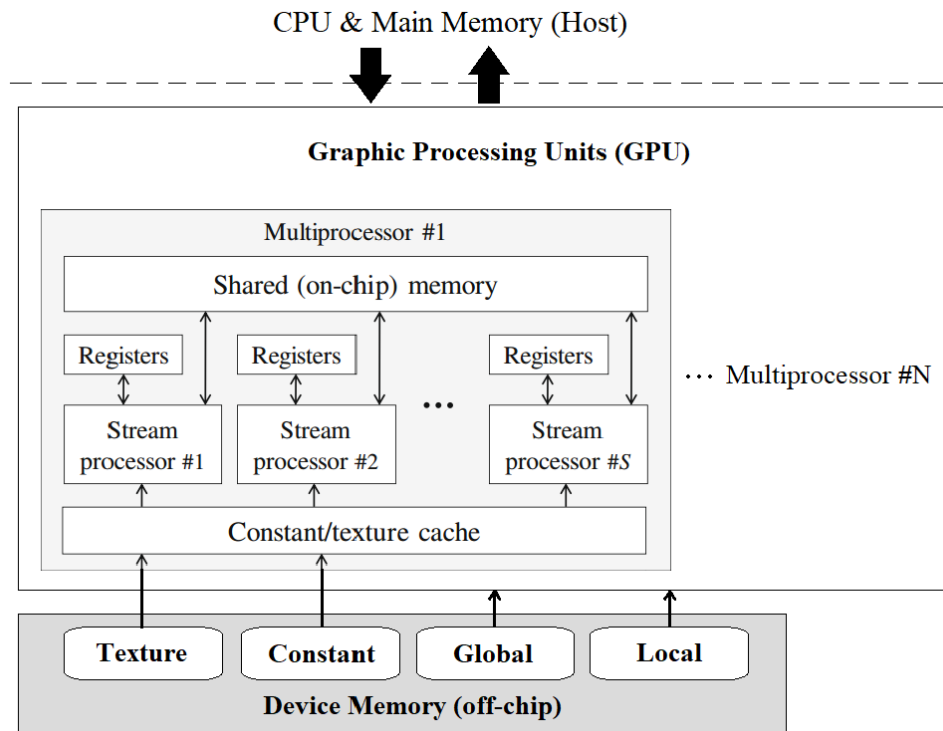 CPU & Main Memory (Host)
Graphic Processing Units (GPU)
Multiprocessor #1
Shared (on-chip) memory
Registers
Registers
Registers
... Multiprocessor #N
...
Stream
processor #1
Stream
processor #2
Stream
processor #S
Constant/texture cache
Texture
Constant
Global
Local
Device Memory (off-chip)